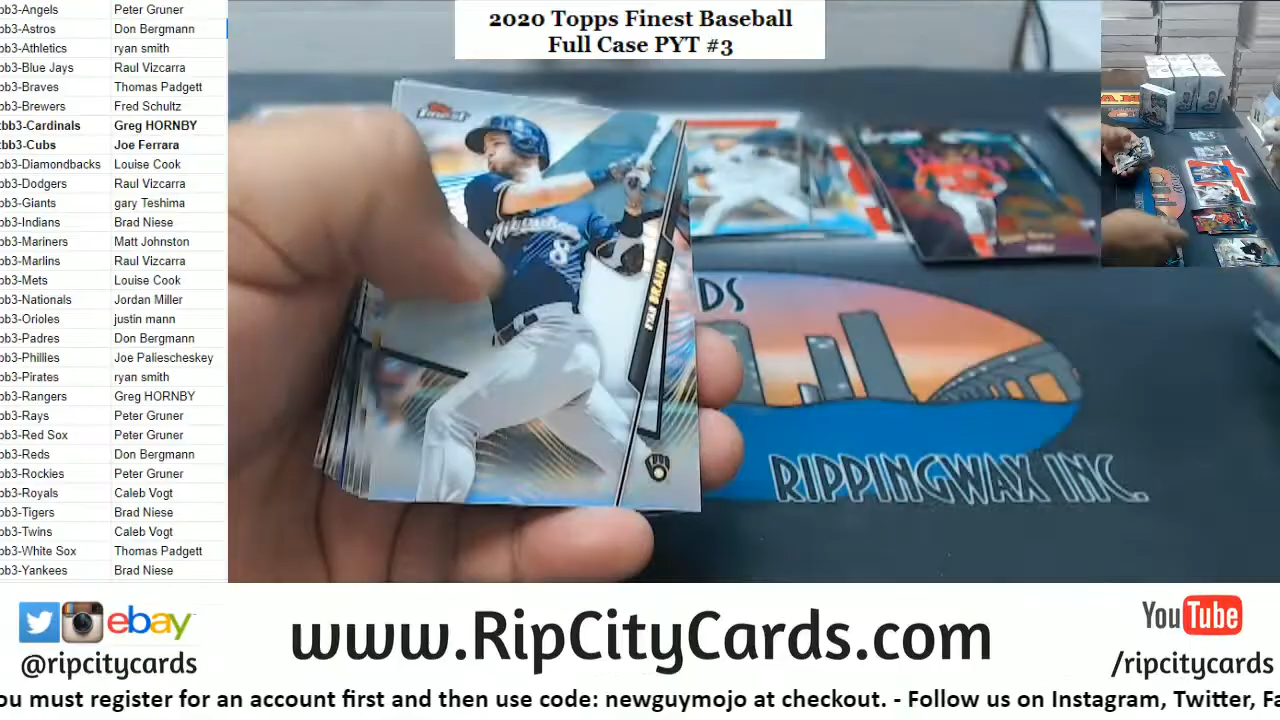 2020 Topps Finest Baseball
Full Case PYT #3
bb3-Angels Peter Gruner
bb3-Astros Don Bergmann
bb3-Athletics ryan smith
bb3-Blue Jays Raul Vizcarra
bb3-Braves Thomas Padgett
bb3-Brewers Fred Schultz
tbb3-Cardinals Greg HORNBY
tbb3-Cubs Joe Ferrara
bb3-Diamondbacks Louise Cook
bb3-Dodgers Raul Vizcarra
bb3-Giants gary Teshima
bb3-Indians Brad Niese
bb3-Mariners Matt Johnston
bb3-Marlins Raul Vizcarra
bb3-Mets Louise Cook
bb3-Nationals Jordan Miller
bb3-Orioles justin mann
bb3-Padres Don Bergmann
bb3-Phillies Joe Paliescheskey
bb3-Pirates ryan smith
bb3-Rangers Greg HORNBY
bb3-Rays Peter Gruner
bb3-Red Sox Peter Gruner
bb3-Reds Don Bergmann
bb3-Rockies Peter Gruner
bb3-Royals Caleb Vogt
bb3-Tigers Brad Niese
bb3-Twins Caleb Vogt
bb3-White Sox Thomas Padgett
bb3-Yankees Brad Niese
Finest
8
RYAN BRAUN
DS
RIPPINGWAX INC.
ebay
@ripcitycards
www.RipCityCards.com
YouTube
/ripcitycards
ou must register for an account first and then use code: newguymojo at checkout. - Follow us on Instagram, Twitter, Fa